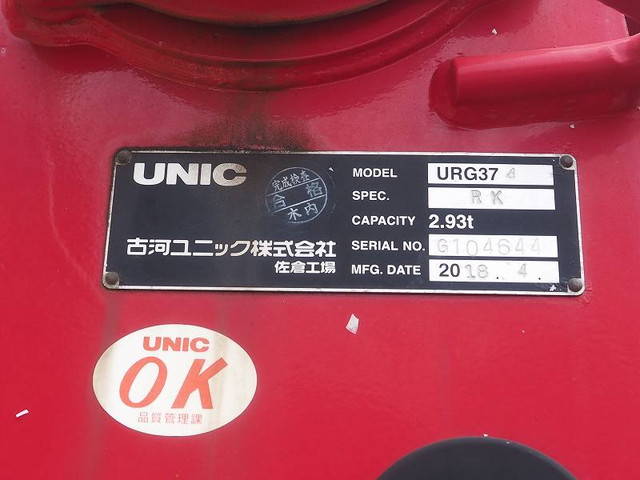 UNIC
完成検査
合格
木内
古河ユニック株式会社
佐倉工場
MODEL URG37 4
SPEC. RK
CAPACITY 2.93t
SERIAL NO. G104644
MFG. DATE 2018. 4.
UNIC
OK
品質管理課